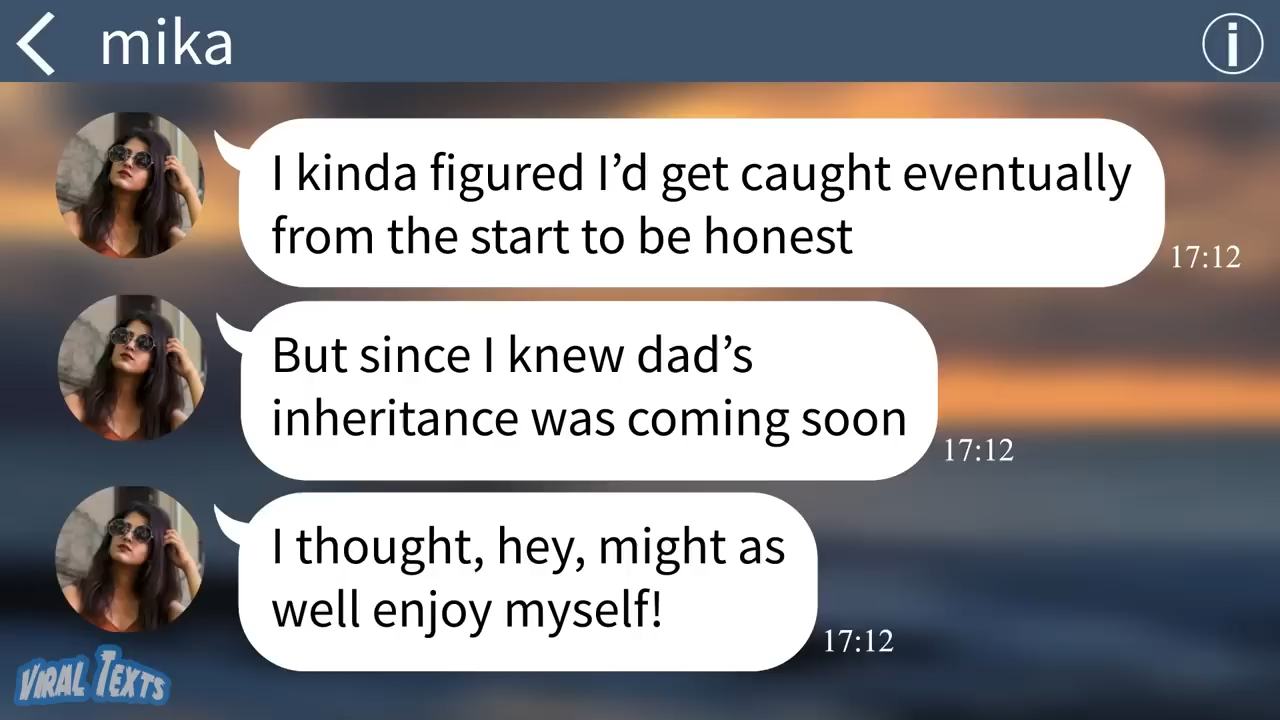 mika
I kinda figured I’d get caught eventually
from the start to be honest
17:12
But since I knew dad’s
inheritance was coming soon
17:12
I thought, hey, might as
well enjoy myself!
17:12
VIRAL TEXTS